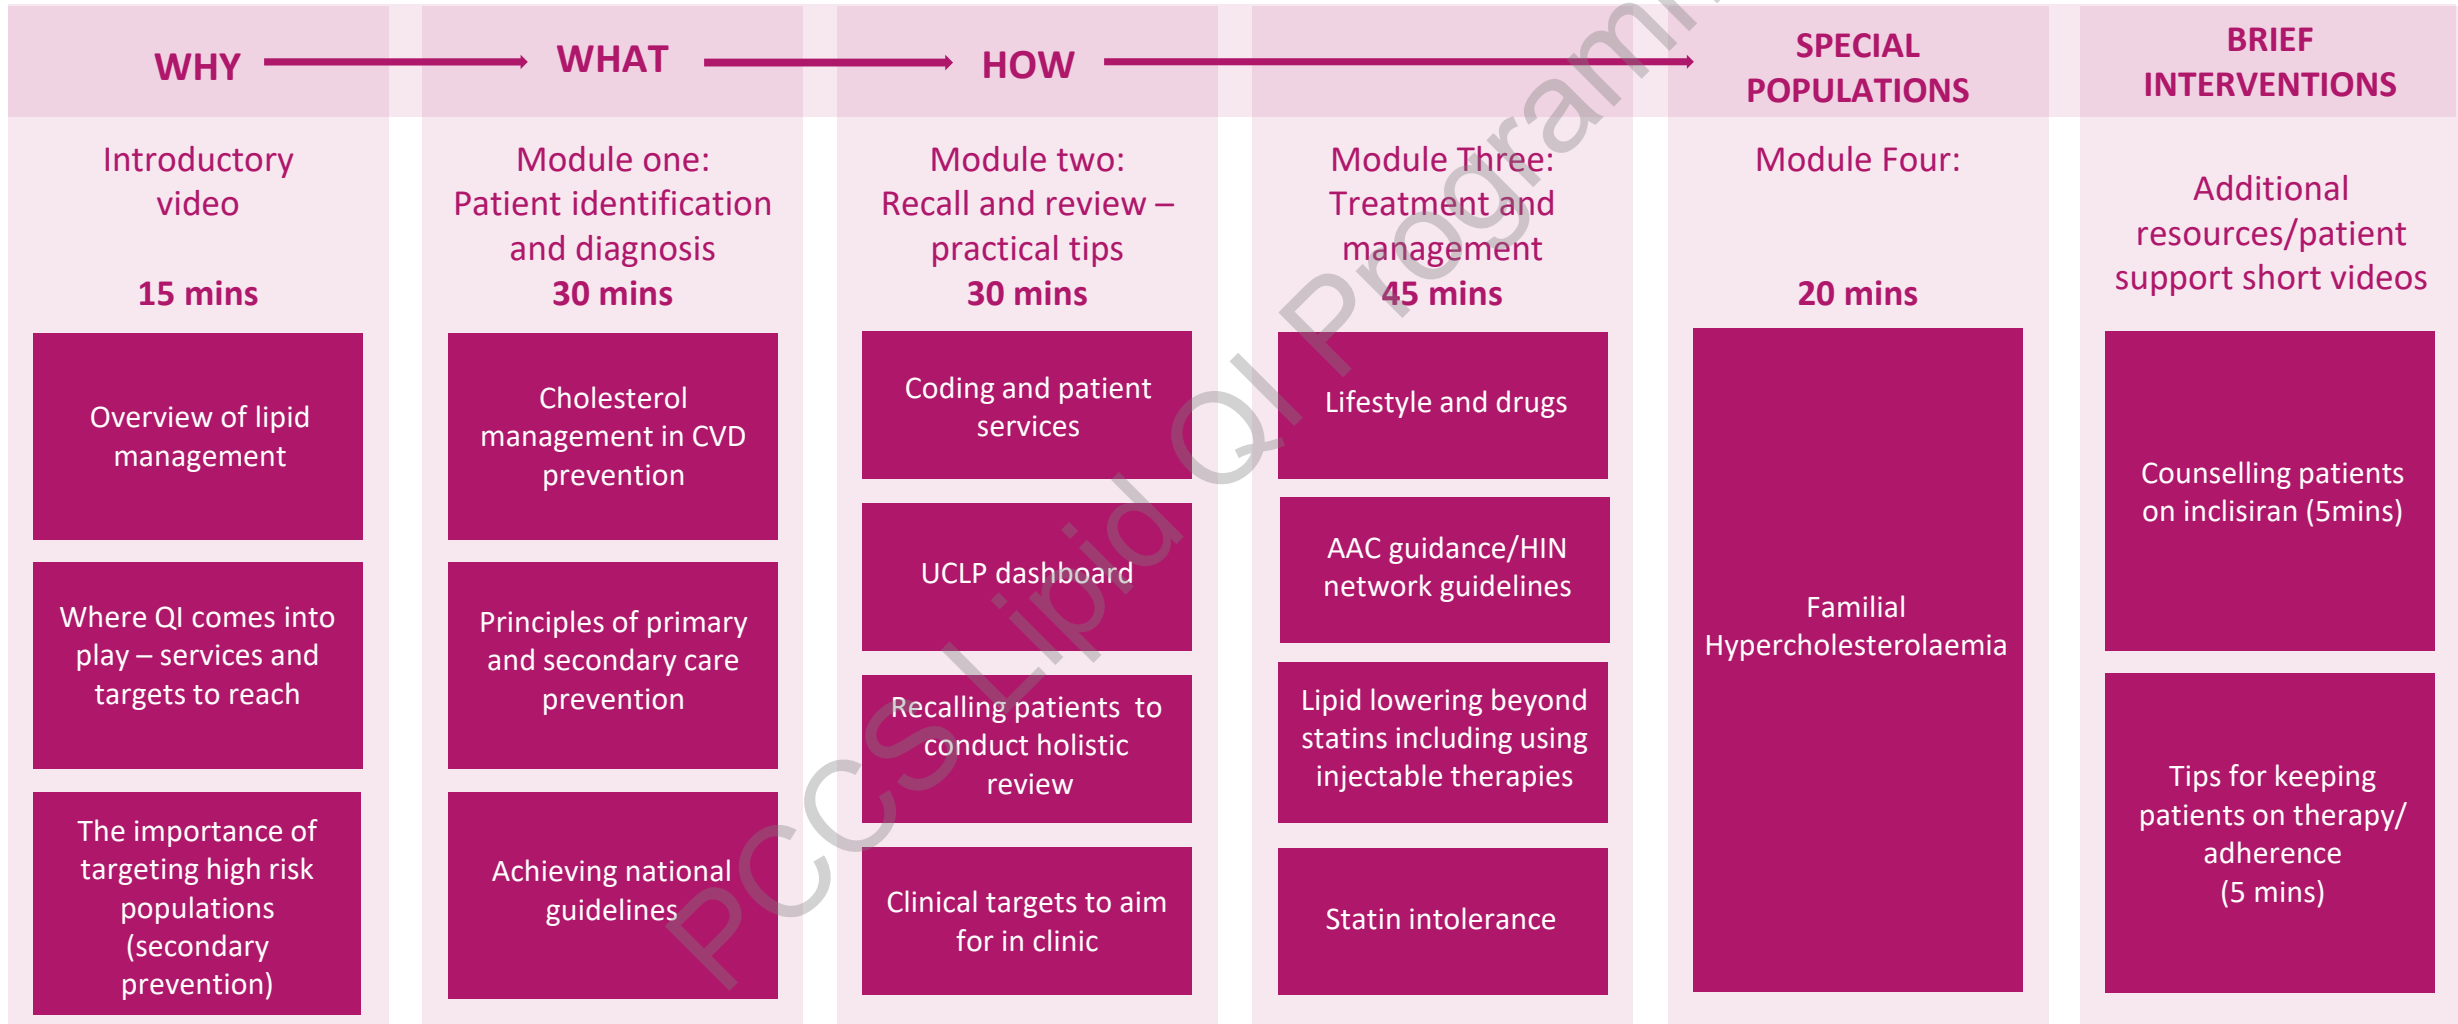 WHY
WHAT
HOW
SPECIAL
POPULATIONS
BRIEF
INTERVENTIONS
Introductory
video
15 mins
Overview of lipid
management
Where QI comes into
play – services and
targets to reach
The importance of
targeting high risk
populations
(secondary
prevention)
Module one:
Patient identification
and diagnosis
30 mins
Cholesterol
management in CVD
prevention
Principles of primary
and secondary care
prevention
Achieving national
guidelines
Module two:
Recall and review –
practical tips
30 mins
Coding and patient
services
UCLP dashboard
Recalling patients  to
conduct holistic
review
Clinical targets to aim
for in clinic
Module Three:
Treatment and
management
45 mins
Lifestyle and drugs
AAC guidance/HIN
network guidelines
Lipid lowering beyond
statins including using
injectable therapies
Statin intolerance
Module Four:
20 mins
Familial
Hypercholesterolaemia
Additional
resources/patient
support short videos
Counselling patients
on inclisiran (5mins)
Tips for keeping
patients on therapy/
adherence
(5 mins)
PCCS Lipid QI